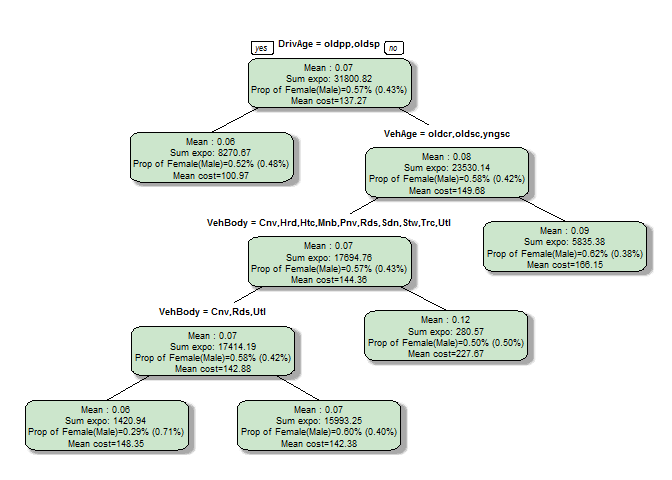 DrivAge = oldpp,oldsp
yes
no
Mean : 0.07
Sum expo: 31800.82
Prop of Female(Male)=0.57% (0.43%)
Mean cost=137.27
VehAge = oldcr,oldsc,yngsc
Mean : 0.06
Sum expo: 8270.67
Prop of Female(Male)=0.52% (0.48%)
Mean cost=100.97
Mean : 0.08
Sum expo: 23530.14
Prop of Female(Male)=0.58% (0.42%)
Mean cost=149.68
VehBody = Cnv,Hrd,Htc,Mnb,Pnv,Rds,Sdn,Stw,Trc,Utl
Mean : 0.07
Sum expo: 17694.76
Prop of Female(Male)=0.57% (0.43%)
Mean cost=144.36
Mean : 0.09
Sum expo: 5835.38
Prop of Female(Male)=0.62% (0.38%)
Mean cost=166.15
VehBody = Cnv,Rds,Utl
Mean : 0.07
Sum expo: 17414.19
Prop of Female(Male)=0.58% (0.42%)
Mean cost=142.88
Mean : 0.12
Sum expo: 280.57
Prop of Female(Male)=0.50% (0.50%)
Mean cost=227.67
Mean : 0.06
Sum expo: 1420.94
Prop of Female(Male)=0.29% (0.71%)
Mean cost=148.35
Mean : 0.07
Sum expo: 15993.25
Prop of Female(Male)=0.60% (0.40%)
Mean cost=142.38